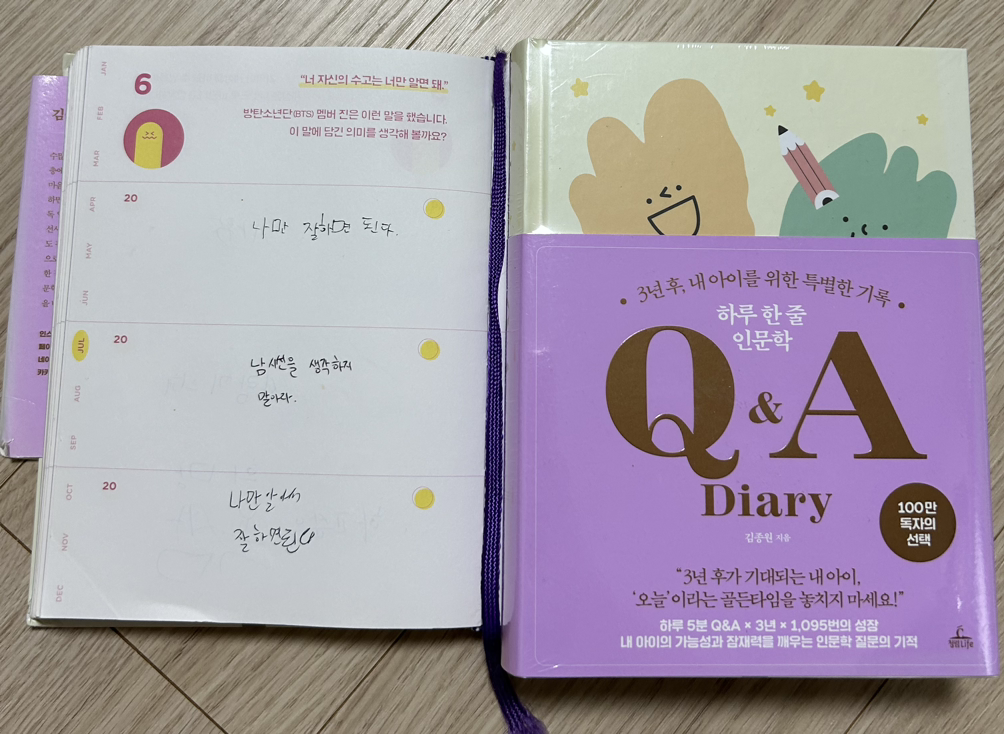 JAN
FEB
MAR
APR
MAY
JUN
JUL
AUG
SEP
OCT
NOV
DEC
6
"너 자신의 수고는 너만 알면 돼."
방탄소년단(BTS) 멤버 진은 이런 말을 했습니다.
이 말에 담긴 의미를 생각해 볼까요?
20
나만 잘하면 된다.
20
남 시선을 생각하지
말아라.
20
나만 알아서
잘하면된다
3년 후, 내 아이를 위한 특별한 기록
하루 한 줄
인문학
Q&A
Diary
김종원 지음
100만
독자의
선택
"3년 후가 기대되는 내 아이,
'오늘'이라는 골든타임을 놓치지 마세요!"
하루 5분 Q&A × 3년 × 1,095번의 성장
내 아이의 가능성과 잠재력을 깨우는 인문학 질문의 기적
청림Life